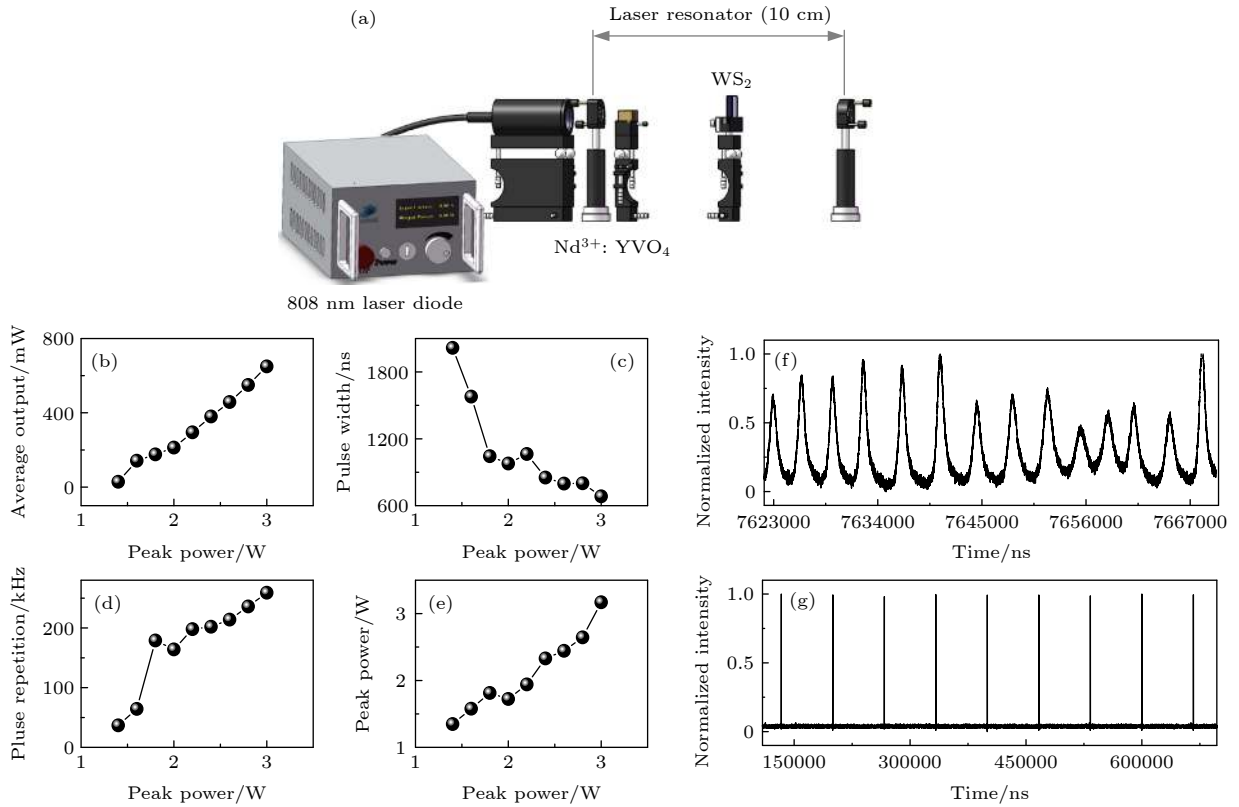 (a)
Laser resonator (10 cm)
WS₂
Nd³⁺: YVO₄
808 nm laser diode
(b)
Average output/mW
800
400
0
1
2
3
Peak power/W
(c)
Pulse width/ns
1800
1000
600
1
2
3
Peak power/W
(f)
Normalized intensity
1.0
0.5
0
7623000
7634000
7645000
7656000
7667000
Time/ns
(d)
Pluse repetition/kHz
200
100
0
1
2
3
Peak power/W
(e)
Peak power/W
3
2
1
1
2
3
Peak power/W
(g)
Normalized intensity
1.0
0.5
0
150000
300000
450000
600000
Time/ns